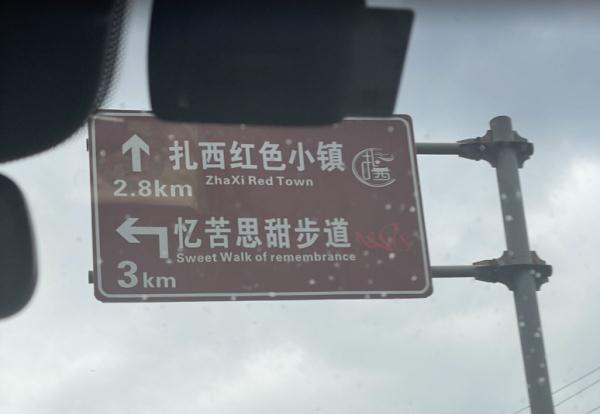 扎西红色小镇
ZhaXi Red Town
2.8km
忆苦思甜步道
Sweet Walk of remembrance
3km